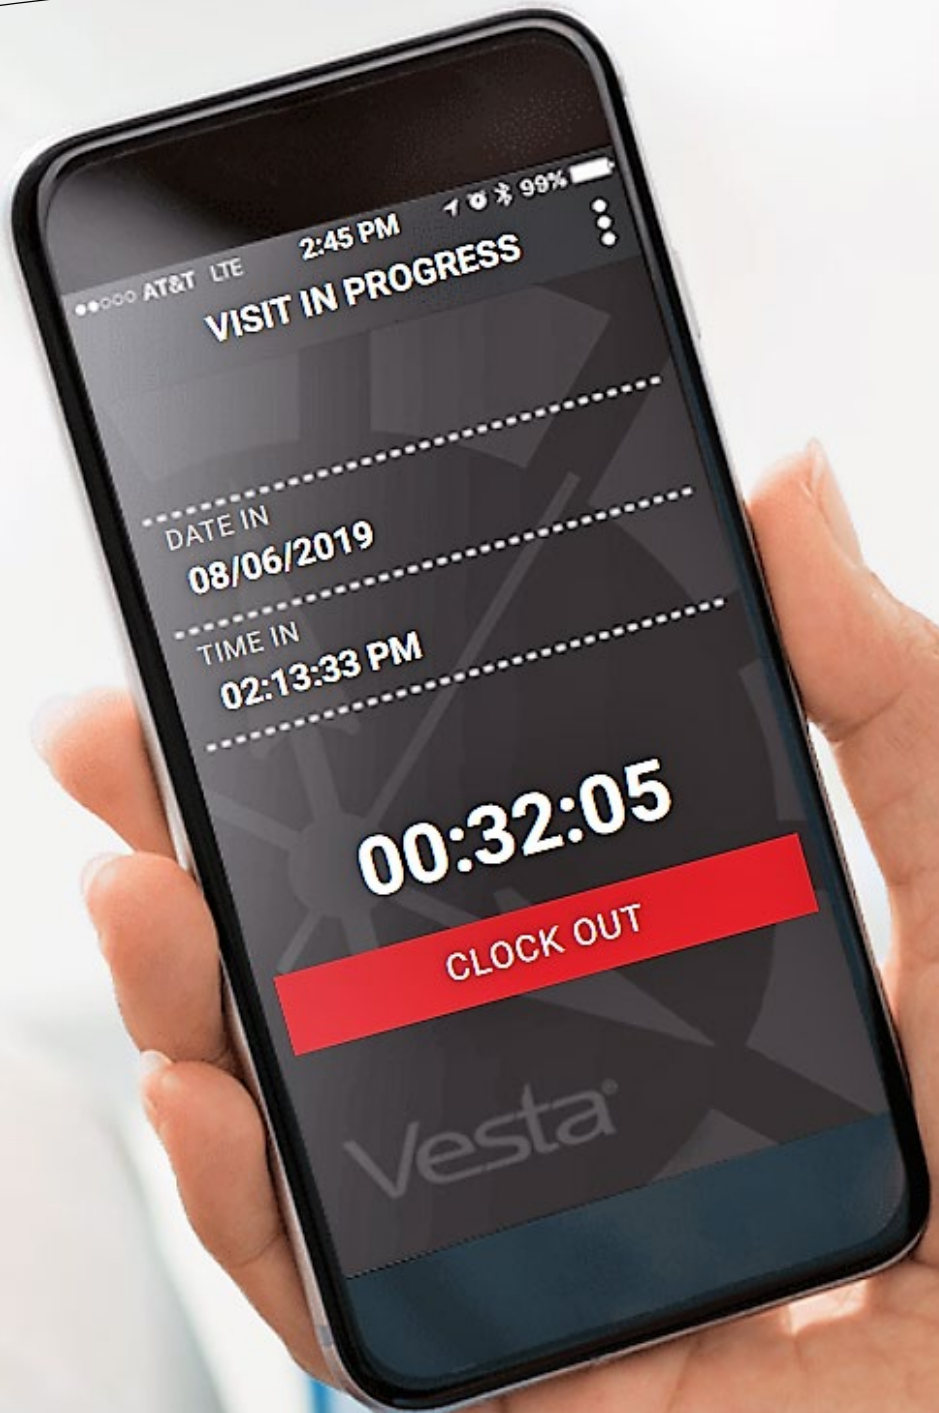 AT&T LTE 2:45 PM 99%
VISIT IN PROGRESS
DATE IN
08/06/2019
TIME IN
02:13:33 PM
00:32:05
CLOCK OUT
Vesta®